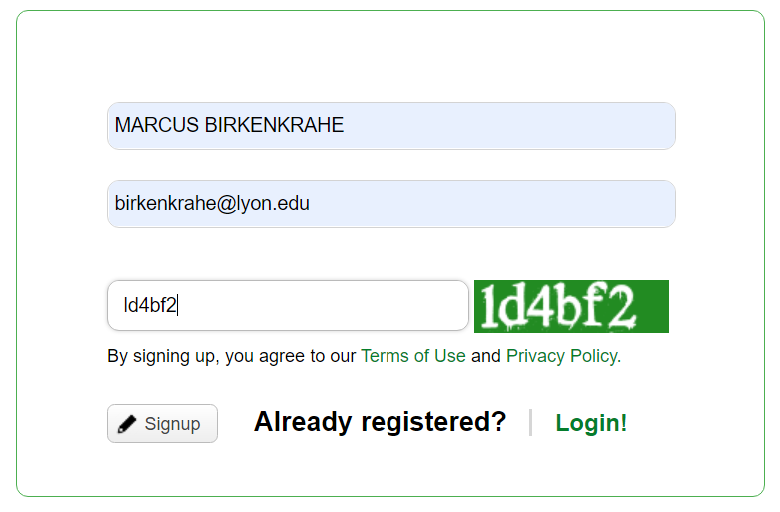 MARCUS BIRKENKRAHE
birkenkrahe@lyon.edu
ld4bf2 1d4bf2
By signing up, you agree to our Terms of Use and Privacy Policy.
Signup Already registered? | Login!